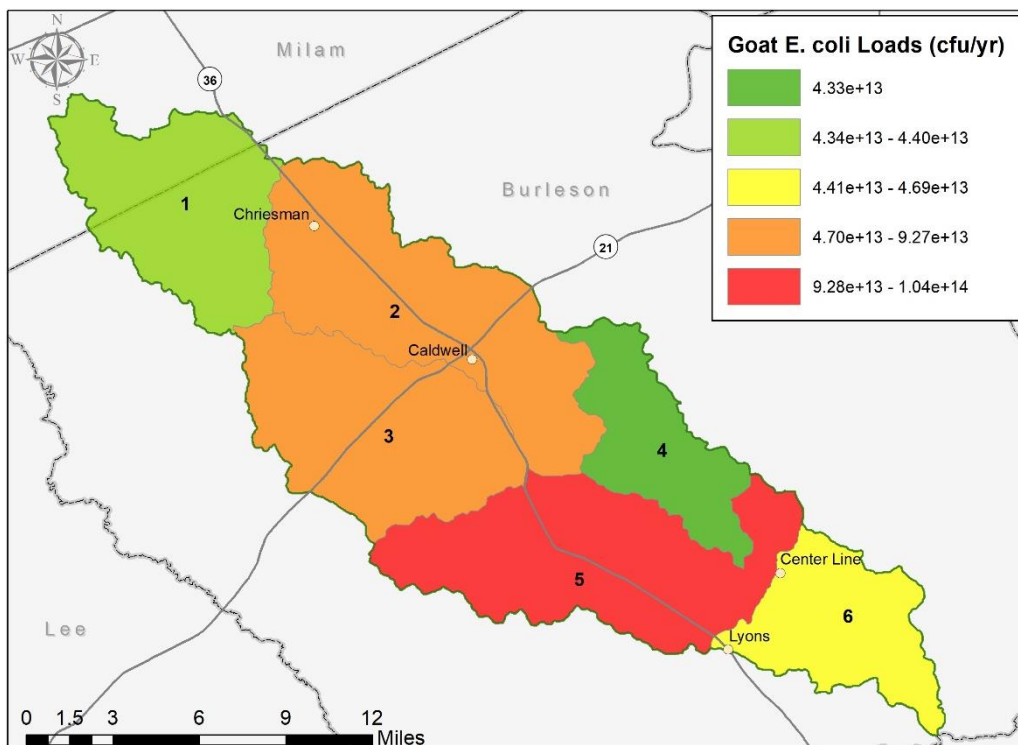 N
W E
S
Milam
36
Burleson
21
Lee
1
Chriesman
2
Caldwell
3
4
5
Center Line
Lyons
6
Goat E. coli Loads (cfu/yr)
4.33e+13
4.34e+13 - 4.40e+13
4.41e+13 - 4.69e+13
4.70e+13 - 9.27e+13
9.28e+13 - 1.04e+14
0 1.5 3 6 9 12
Miles